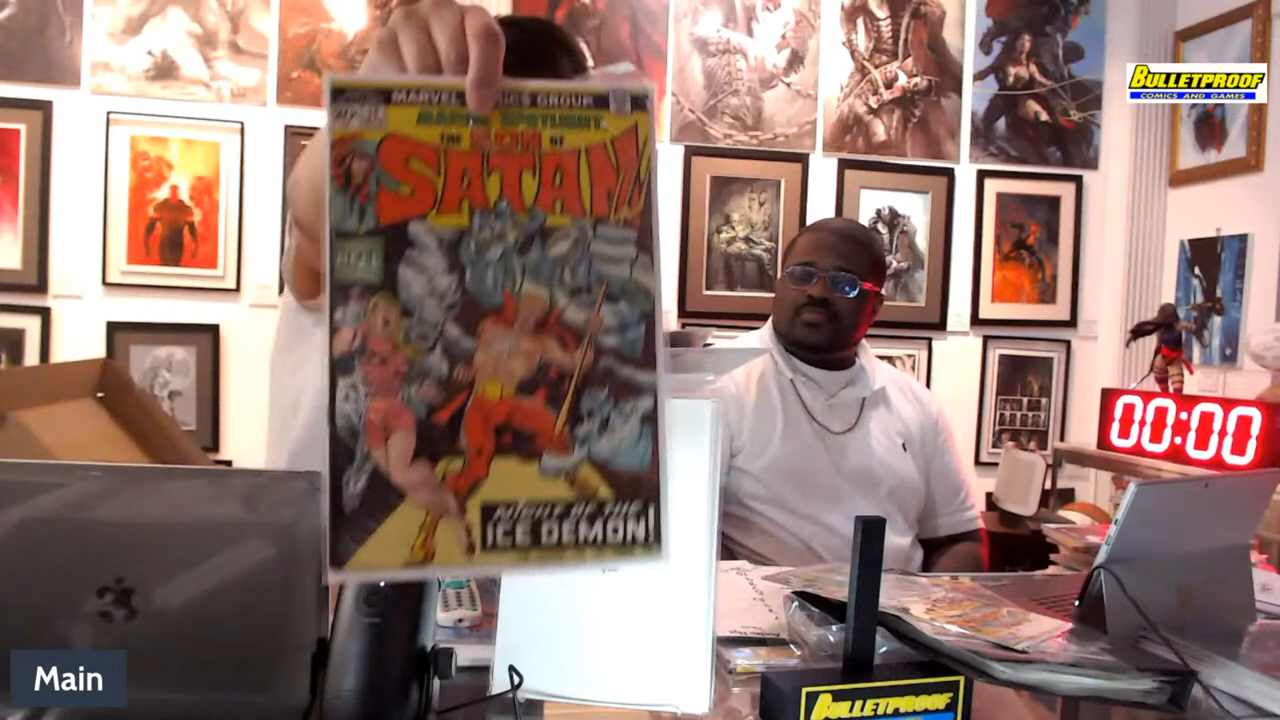 MARVEL COMICS GROUP
MARVEL SPOTLIGHT
THE SON OF
SATAN
NIGHT OF THE
ICE DEMON!
BULLETPROOF
COMICS AND GAMES
00:00
Main
BULLETPROOF